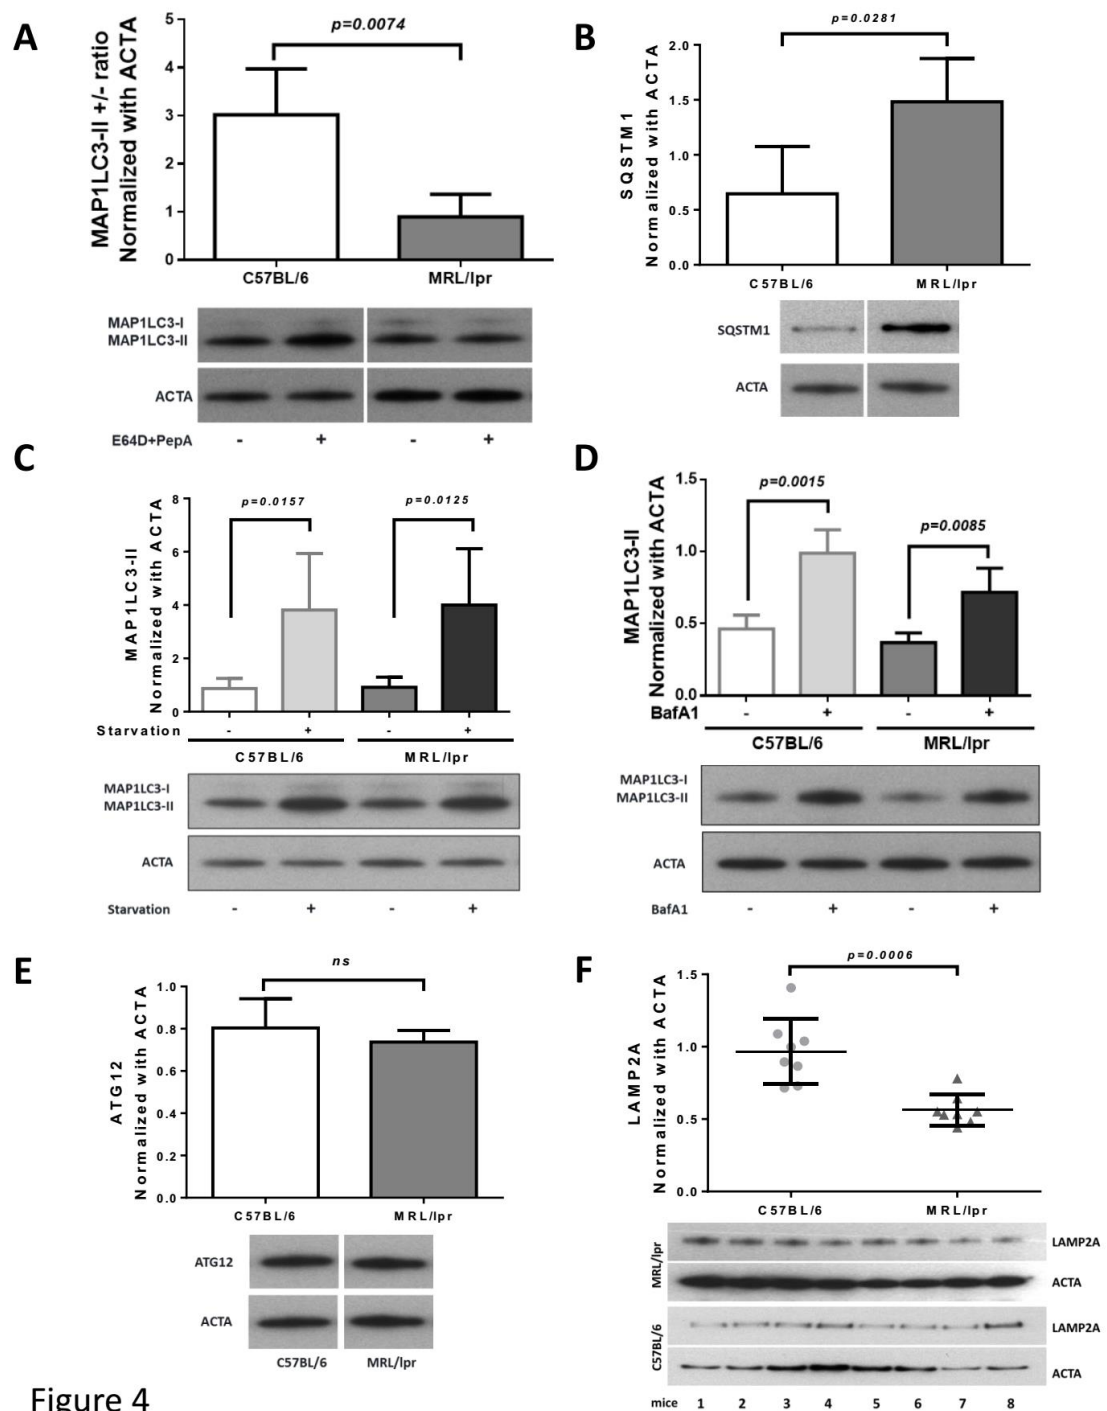 A
MAP1LC3-II +/- ratio
Normalized with ACTA
5
4
3
2
1
0
p=0.0074
C57BL/6
MRL/lpr
MAP1LC3-I
MAP1LC3-II
ACTA
E64D+PepA
- + - +
B
SQSTM1
Normalized with ACTA
2.0
1.5
1.0
0.5
0.0
p=0.0281
C57BL/6
MRL/lpr
SQSTM1
ACTA
C
MAP1LC3-II
Normalized with ACTA
8
6
4
2
0
p=0.0157
p=0.0125
Starvation - + - +
C57BL/6
MRL/lpr
MAP1LC3-I
MAP1LC3-II
ACTA
Starvation - + - +
D
MAP1LC3-II
Normalized with ACTA
1.5
1.0
0.5
0.0
p=0.0015
p=0.0085
BafA1 - + - +
C57BL/6
MRL/lpr
MAP1LC3-I
MAP1LC3-II
ACTA
BafA1 - + - +
E
ATG12
Normalized with ACTA
1.0
0.8
0.6
0.4
0.2
0.0
ns
C57BL/6
MRL/lpr
ATG12
ACTA
C57BL/6
MRL/lpr
F
LAMP2A
Normalized with ACTA
1.5
1.0
0.5
0.0
p=0.0006
C57BL/6
MRL/lpr
MRL/lpr
LAMP2A
ACTA
C57BL/6
LAMP2A
ACTA
mice 1 2 3 4 5 6 7 8
Figure 4